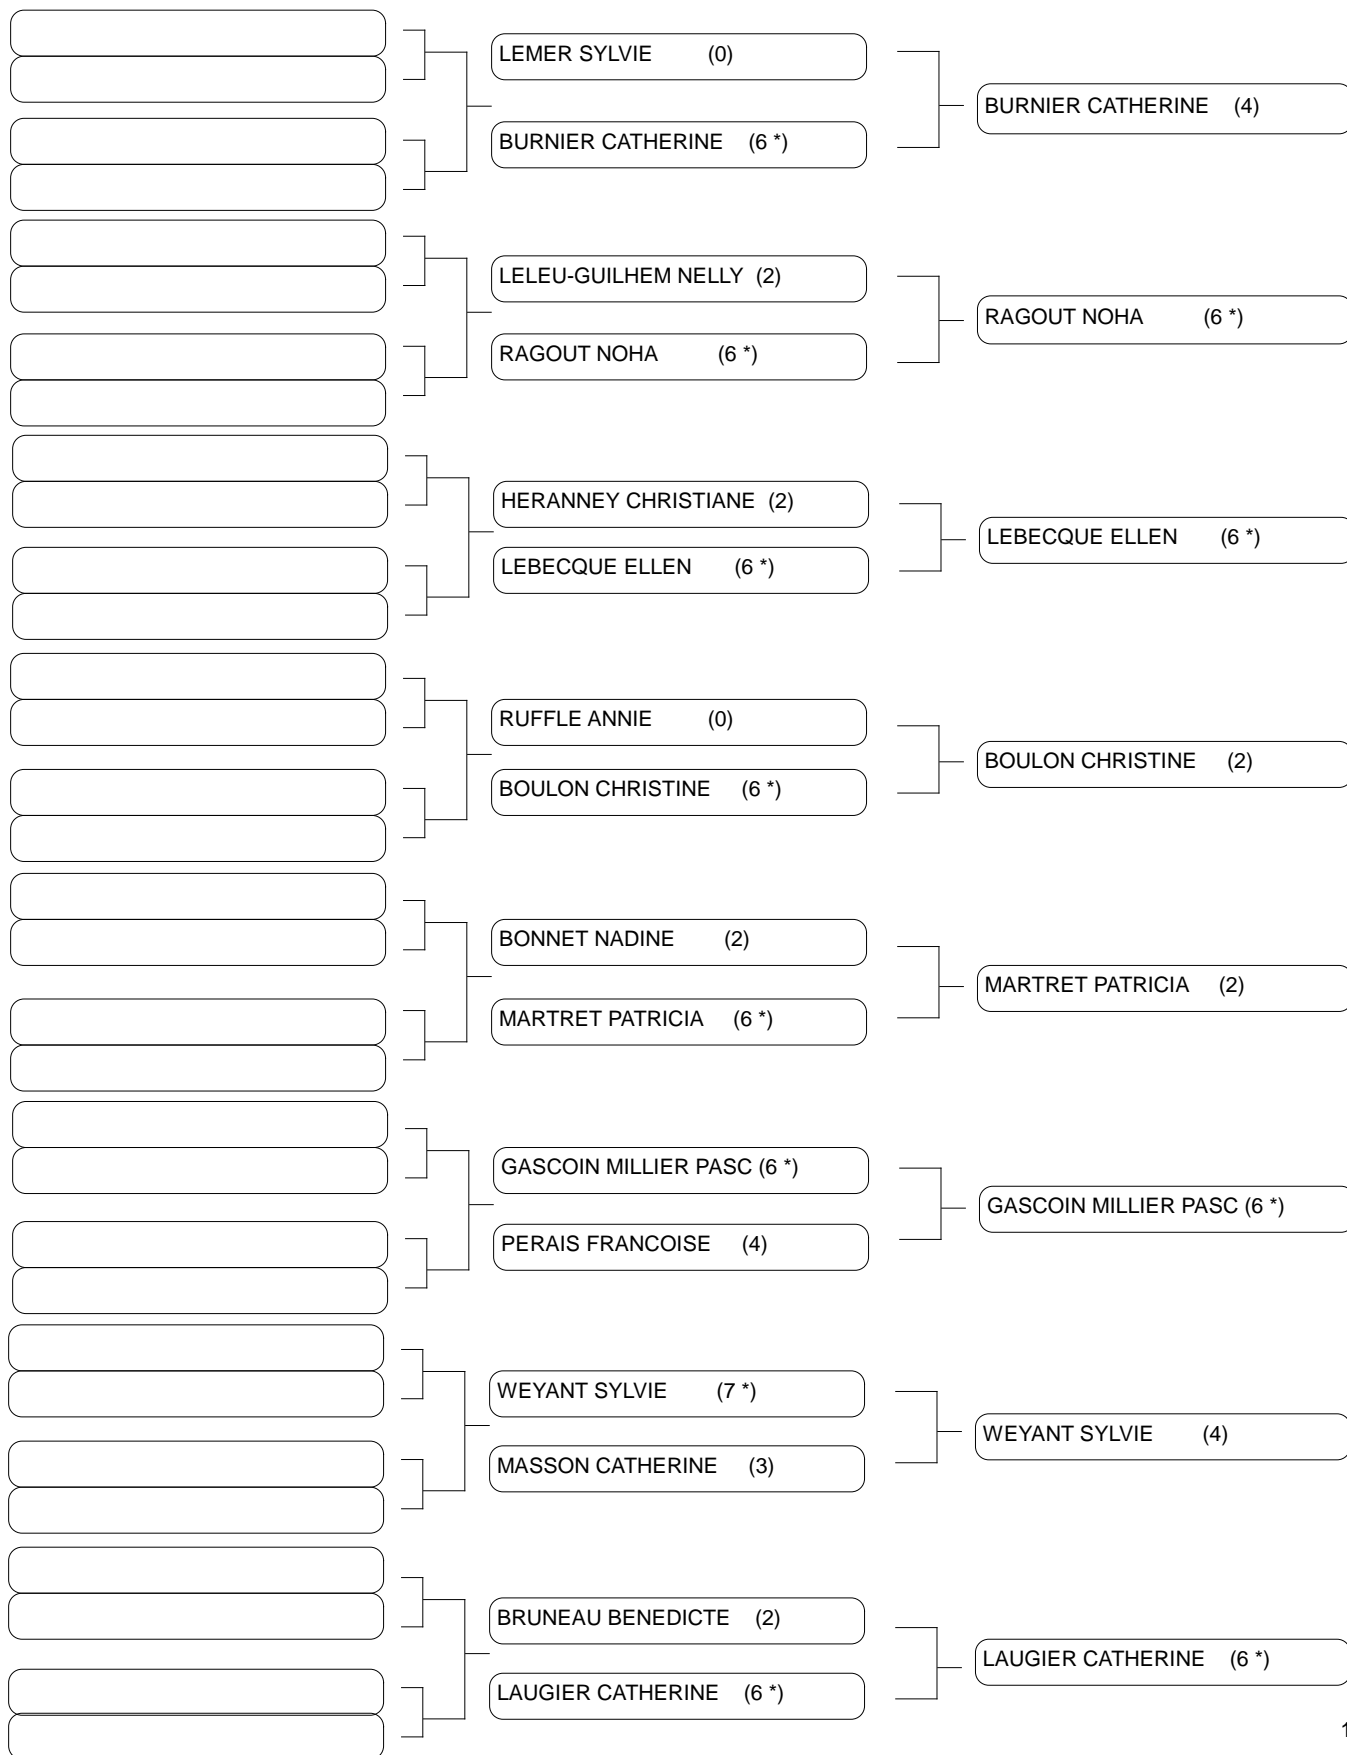 LEMER SYLVIE (0)
BURNIER CATHERINE (6 *)
BURNIER CATHERINE (4)
LELEU-GUILHEM NELLY (2)
RAGOUT NOHA (6 *)
RAGOUT NOHA (6 *)
HERANNEY CHRISTIANE (2)
LEBECQUE ELLEN (6 *)
LEBECQUE ELLEN (6 *)
RUFFLE ANNIE (0)
BOULON CHRISTINE (6 *)
BOULON CHRISTINE (2)
BONNET NADINE (2)
MARTRET PATRICIA (6 *)
MARTRET PATRICIA (2)
GASCOIN MILLIER PASC (6 *)
PERAIS FRANCOISE (4)
GASCOIN MILLIER PASC (6 *)
WEYANT SYLVIE (7 *)
MASSON CATHERINE (3)
WEYANT SYLVIE (4)
BRUNEAU BENEDICTE (2)
LAUGIER CATHERINE (6 *)
LAUGIER CATHERINE (6 *)
1